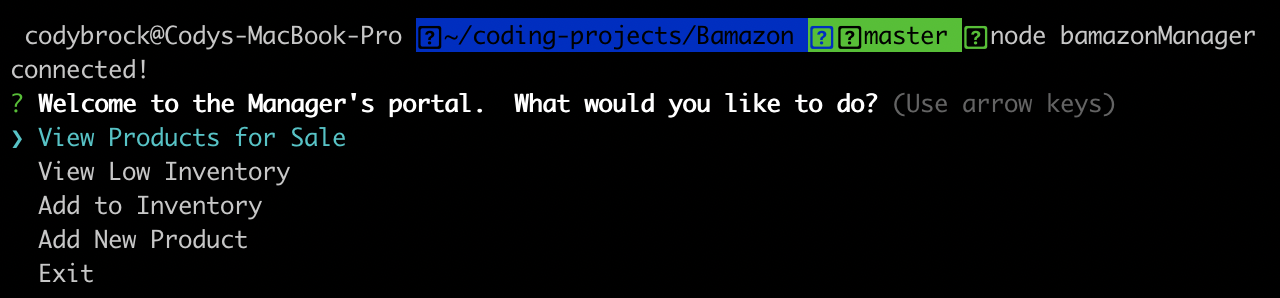 codybrock@Codys-MacBook-Pro ~/coding-projects/Bamazon master node bamazonManager
connected!
? Welcome to the Manager's portal.  What would you like to do? (Use arrow keys)
❯ View Products for Sale
  View Low Inventory
  Add to Inventory
  Add New Product
  Exit